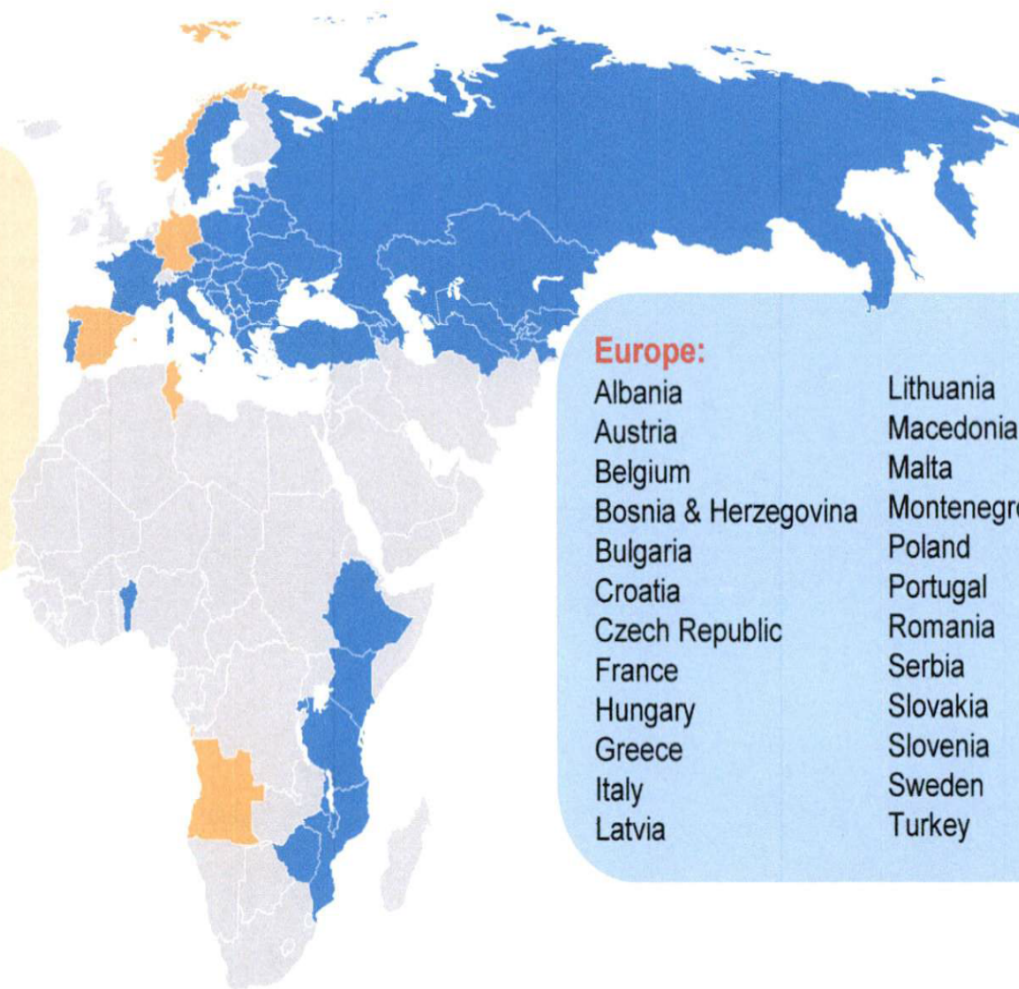 Europe:
Albania
Austria
Belgium
Bosnia & Herzegovina
Bulgaria
Croatia
Czech Republic
France
Hungary
Greece
Italy
Latvia
Lithuania
Macedonia
Malta
Montenegro
Poland
Portugal
Romania
Serbia
Slovakia
Slovenia
Sweden
Turkey